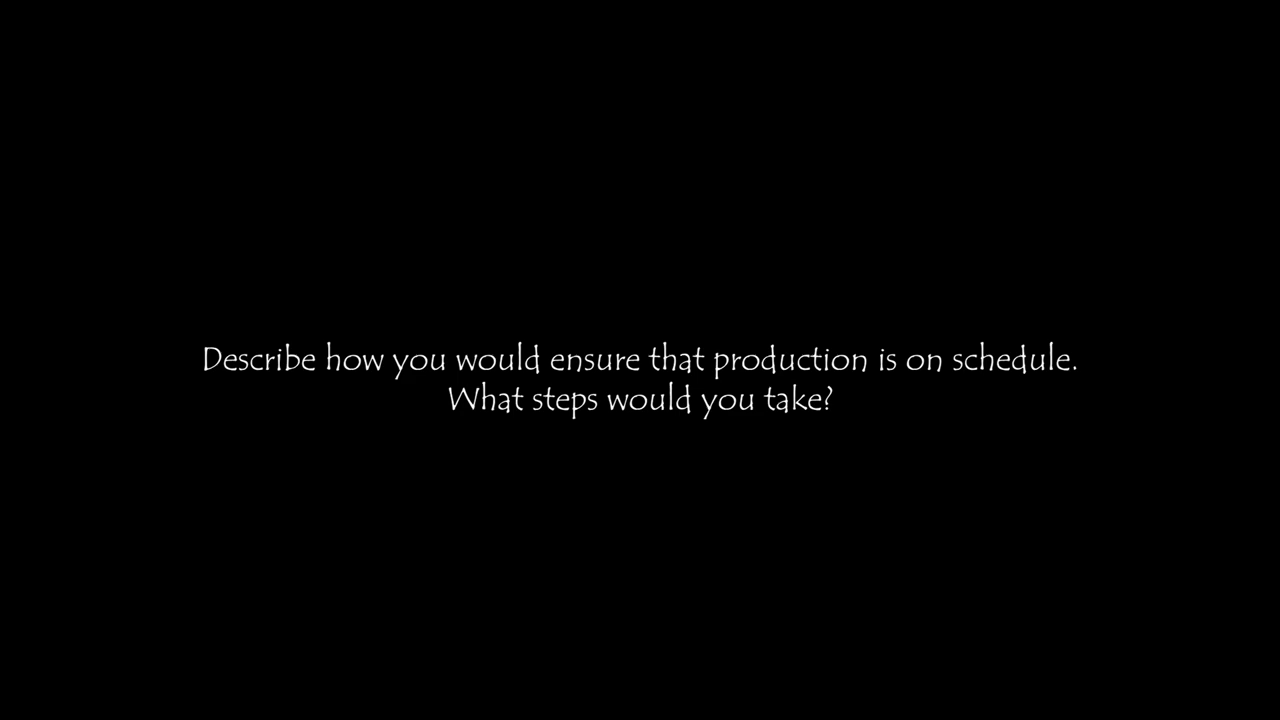 Describe how you would ensure that production is on schedule.
What steps would you take?